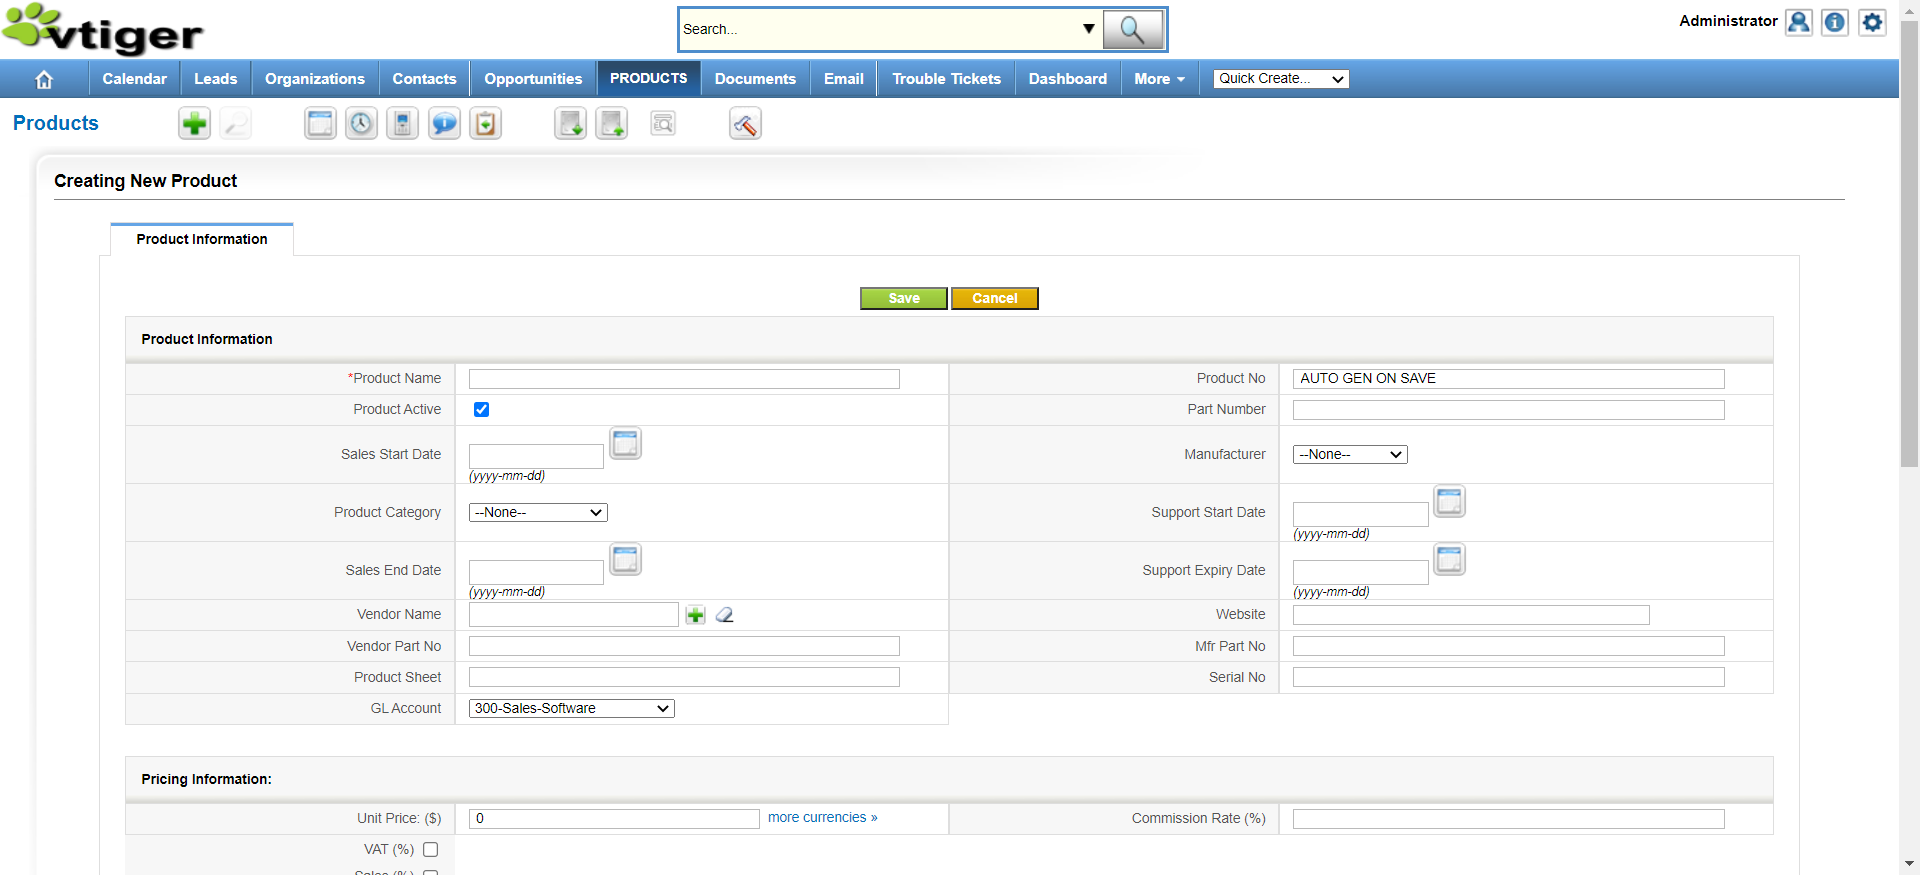 vtiger
Search...
Administrator
Calendar Leads Organizations Contacts Opportunities PRODUCTS Documents Email Trouble Tickets Dashboard More Quick Create...
Products
Creating New Product
Product Information
Save Cancel
Product Information
*Product Name Product No AUTO GEN ON SAVE
Product Active Part Number
Sales Start Date (yyyy-mm-dd) Manufacturer --None--
Product Category --None-- Support Start Date (yyyy-mm-dd)
Sales End Date (yyyy-mm-dd) Support Expiry Date (yyyy-mm-dd)
Vendor Name Website
Vendor Part No Mfr Part No
Product Sheet Serial No
GL Account 300-Sales-Software
Pricing Information:
Unit Price: ($) 0 more currencies » Commission Rate (%)
VAT (%)
Sales (%)